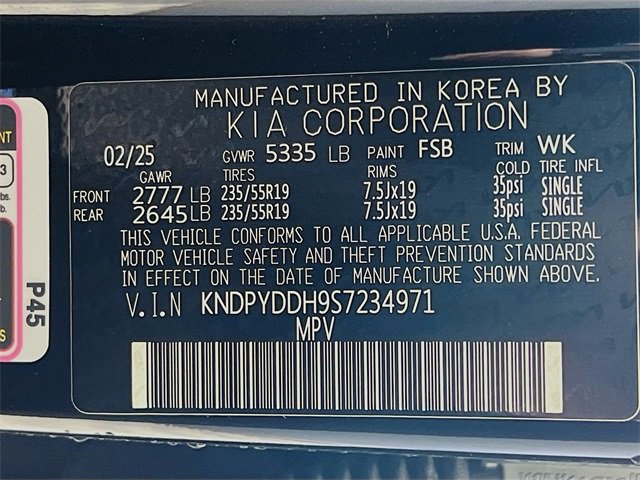 MANUFACTURED IN KOREA BY
KIA CORPORATION
02/25 GVWR 5335 LB PAINT FSB TRIM WK
GAWR TIRES RIMS COLD TIRE INFL
FRONT 2777 LB 235/55R19 7.5Jx19 35psi SINGLE
REAR 2645 LB 235/55R19 7.5Jx19 35psi SINGLE
THIS VEHICLE CONFORMS TO ALL APPLICABLE U.S.A. FEDERAL
MOTOR VEHICLE SAFETY AND THEFT PREVENTION STANDARDS
IN EFFECT ON THE DATE OF MANUFACTURE SHOWN ABOVE.
V.I.N KNDPYDDH9S7234971
MPV
NT
3
lbs.
b.
P45